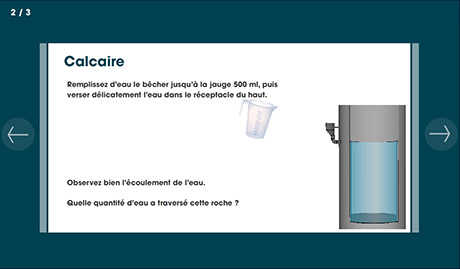 2 / 3
Calcaire
Remplissez d'eau le bêcher jusqu'à la jauge 500 ml, puis
verser délicatement l'eau dans le réceptacle du haut.
Observez bien l'écoulement de l'eau.
Quelle quantité d'eau a traversé cette roche ?